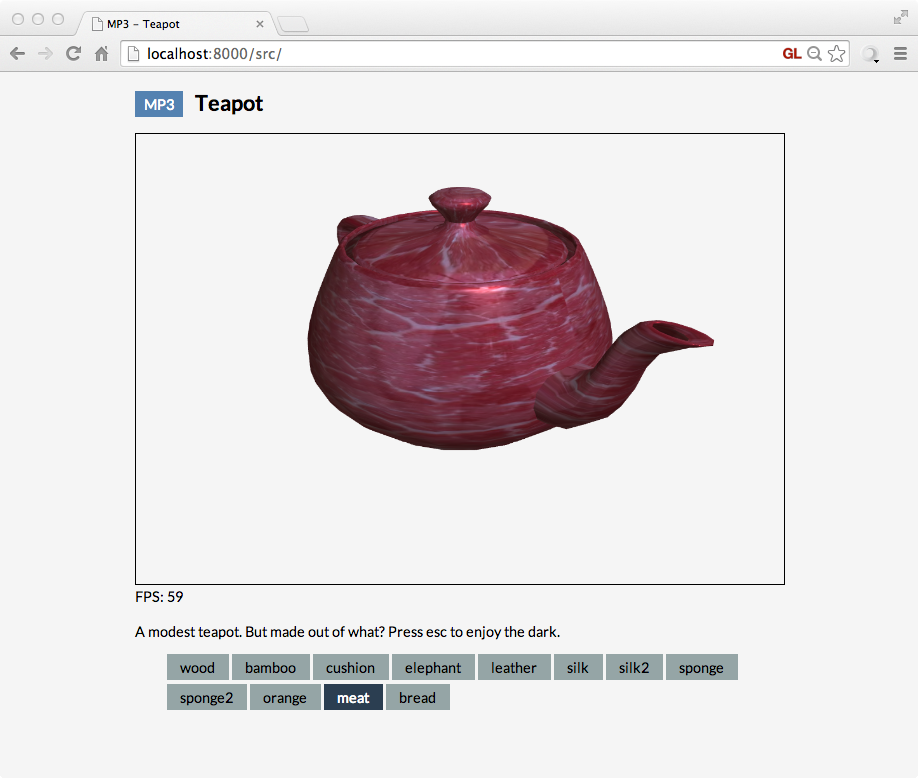 MP3 – Teapot
localhost:8000/src/
GL
MP3 Teapot
FPS: 59
A modest teapot. But made out of what? Press esc to enjoy the dark.
wood bamboo cushion elephant leather silk silk2 sponge
sponge2 orange meat bread